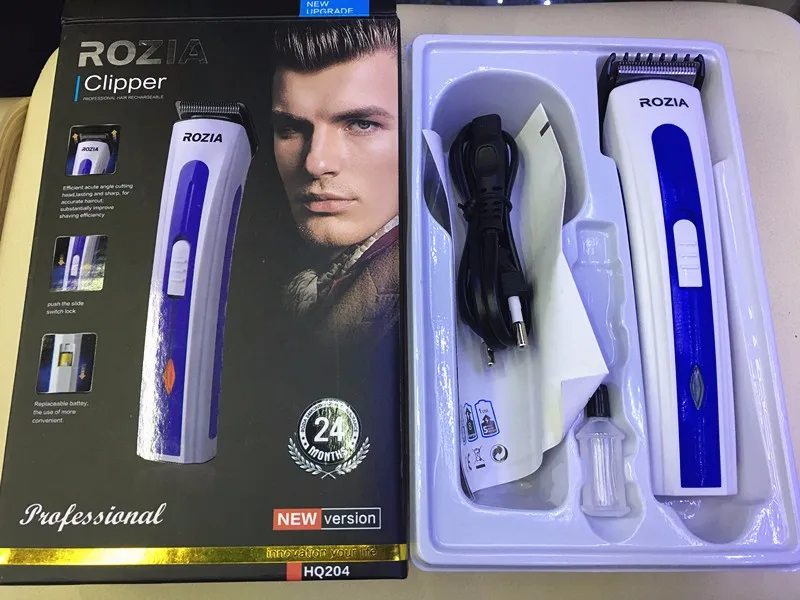 NEW
UPGRADE
ROZIA
Clipper
PROFESSIONAL HAIR RECHARGEABLE
ROZIA
ROZIA
Efficient acute angle cutting
head,lasting and sharp, for
accurate haircut,
substantially improve
shaving efficiency
push the slide
switch lock
Replaceable battey,
the use of more
convenient.
24
MONTHS
Professional
NEW version
innovation your life
HQ204
ROZIA